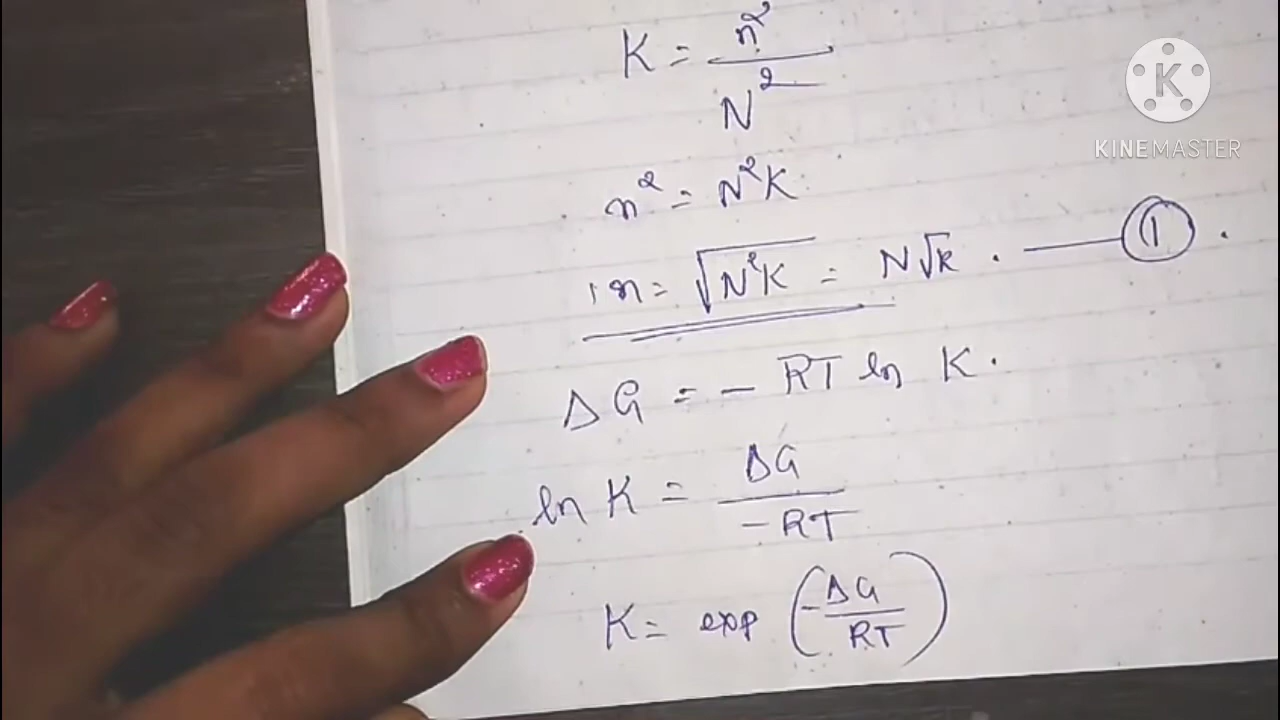 K = n²/N²
K
KINEMASTER
n² = N²K
n = √N²K = N√K . — ①.
ΔG = - RT ln K.
ln K = ΔG/-RT
K = exp (-ΔG/RT)